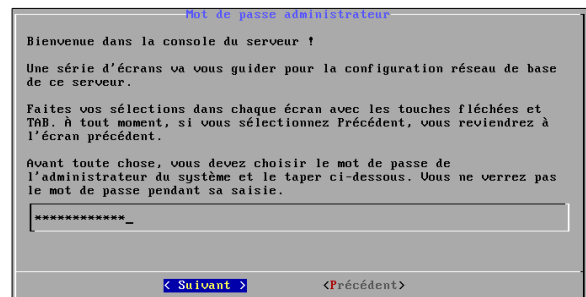 Mot de passe administrateur
Bienvenue dans la console du serveur !
Une série d'écrans va vous guider pour la configuration réseau de base
de ce serveur.
Faites vos sélections dans chaque écran avec les touches fléchées et
TAB. À tout moment, si vous sélectionnez Précédent, vous reviendrez à
l'écran précédent.
Avant toute chose, vous devez choisir le mot de passe de
l'administrateur du système et le taper ci-dessous. Vous ne verrez pas
le mot de passe pendant sa saisie.
************_
< Suivant > <Précédent>